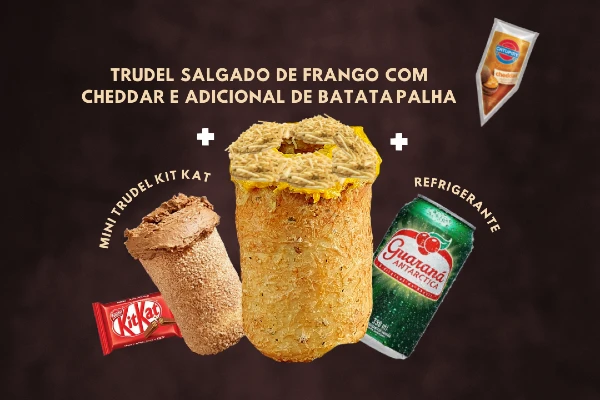 TRUDEL SALGADO DE FRANGO COM
CHEDDAR E ADICIONAL DE BATATA PALHA
MINI TRUDEL KIT KAT
REFRIGERANTE
KitKat
Guaraná
ANTARCTICA